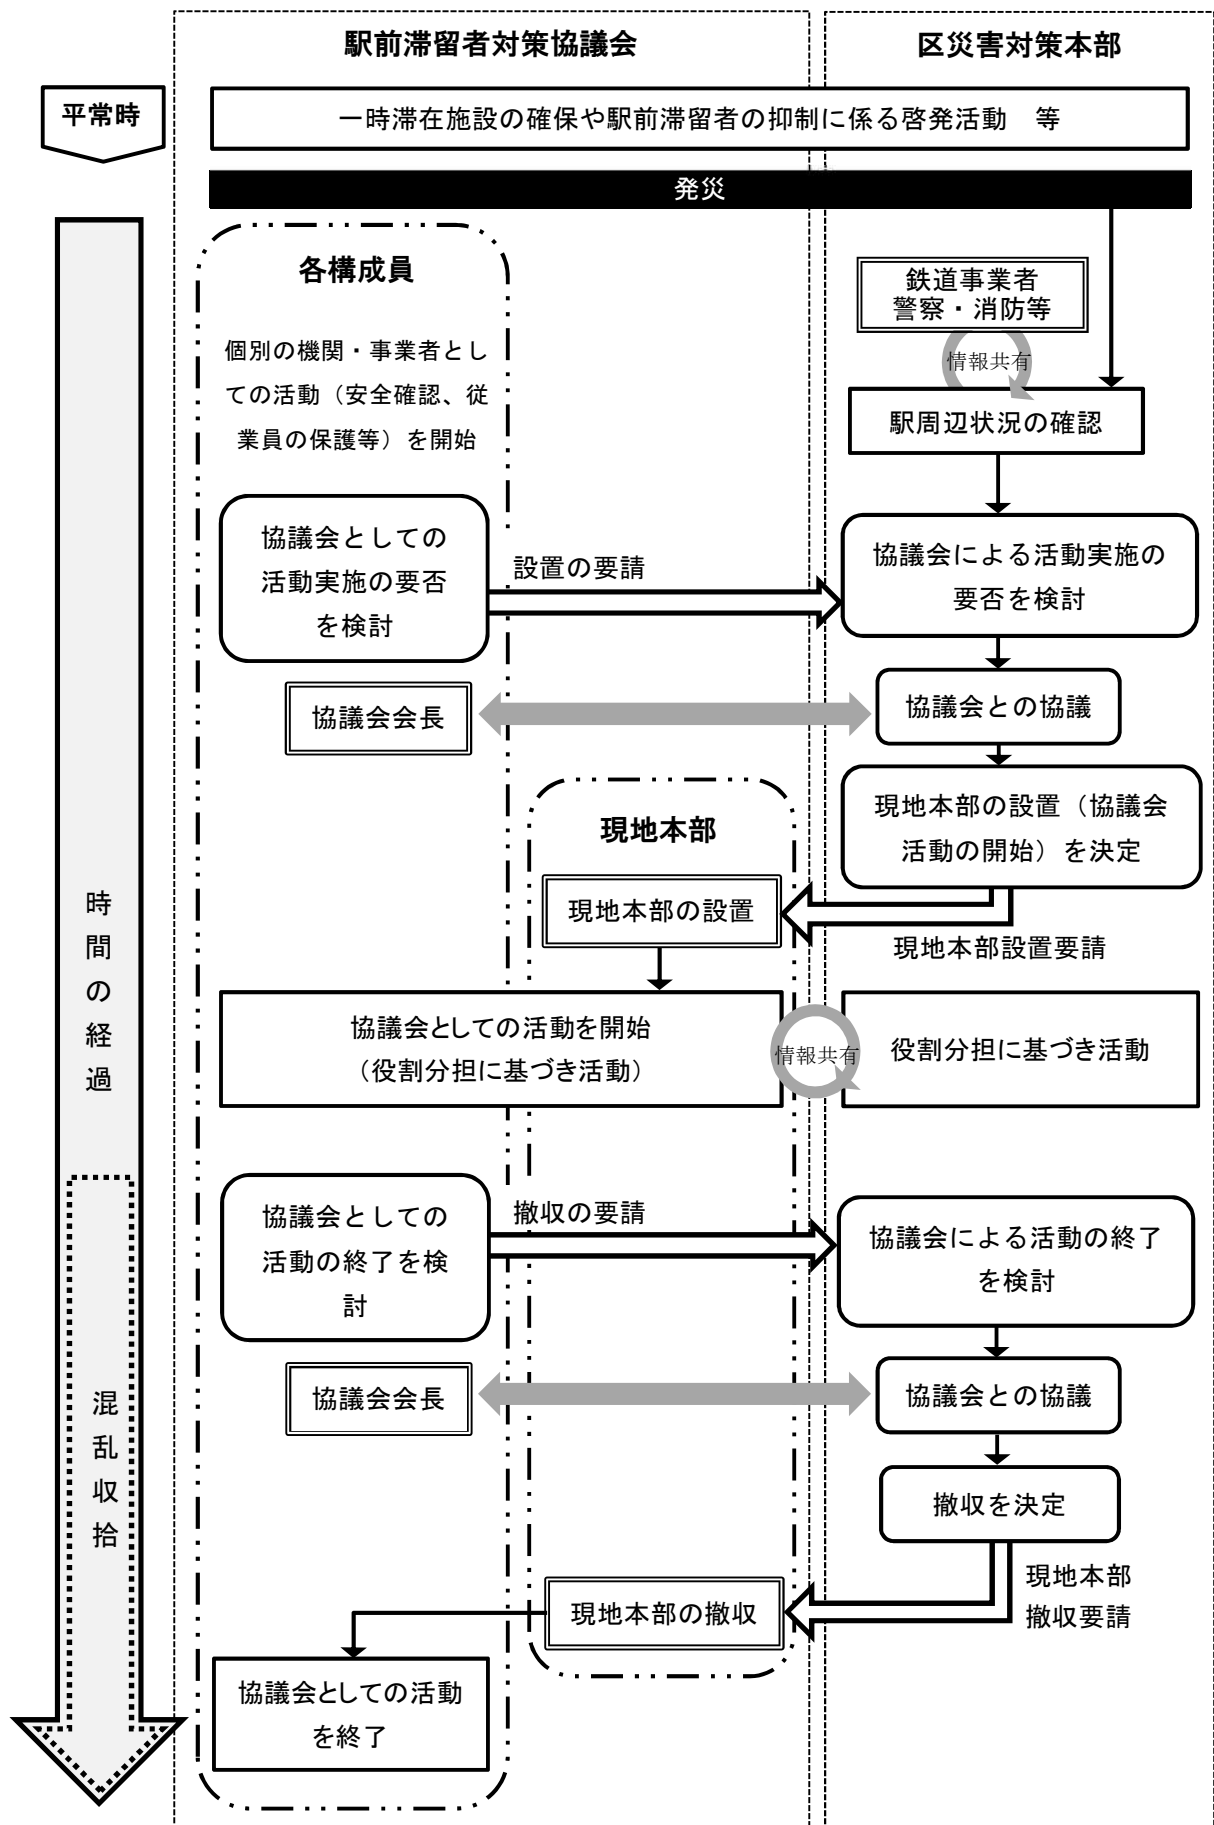 駅前滞留者対策協議会
区災害対策本部
平常時
一時滞在施設の確保や駅前滞留者の抑制に係る啓発活動　等
発災
各構成員
個別の機関・事業者とし
ての活動（安全確認、従
業員の保護等）を開始
鉄道事業者
警察・消防等
情報共有
駅周辺状況の確認
協議会としての
活動実施の要否
を検討
設置の要請
協議会による活動実施の
要否を検討
協議会会長
協議会との協議
現地本部の設置（協議会
活動の開始）を決定
現地本部
現地本部の設置
現地本部設置要請
時間の経過
協議会としての活動を開始
（役割分担に基づき活動）
情報共有
役割分担に基づき活動
協議会としての
活動の終了を検
討
撤収の要請
協議会による活動の終了
を検討
協議会会長
協議会との協議
混乱収拾
撤収を決定
現地本部
撤収要請
現地本部の撤収
協議会としての活動
を終了